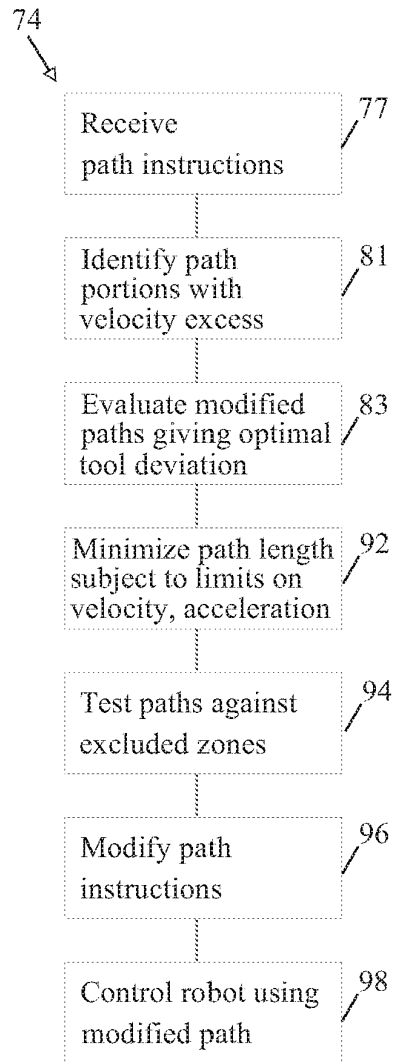 74
Receive
path instructions
77
Identify path
portions with
velocity excess
81
Evaluate modified
paths giving optimal
tool deviation
83
Minimize path length
subject to limits on
velocity, acceleration
92
Test paths against
excluded zones
94
Modify path
instructions
96
Control robot using
modified path
98